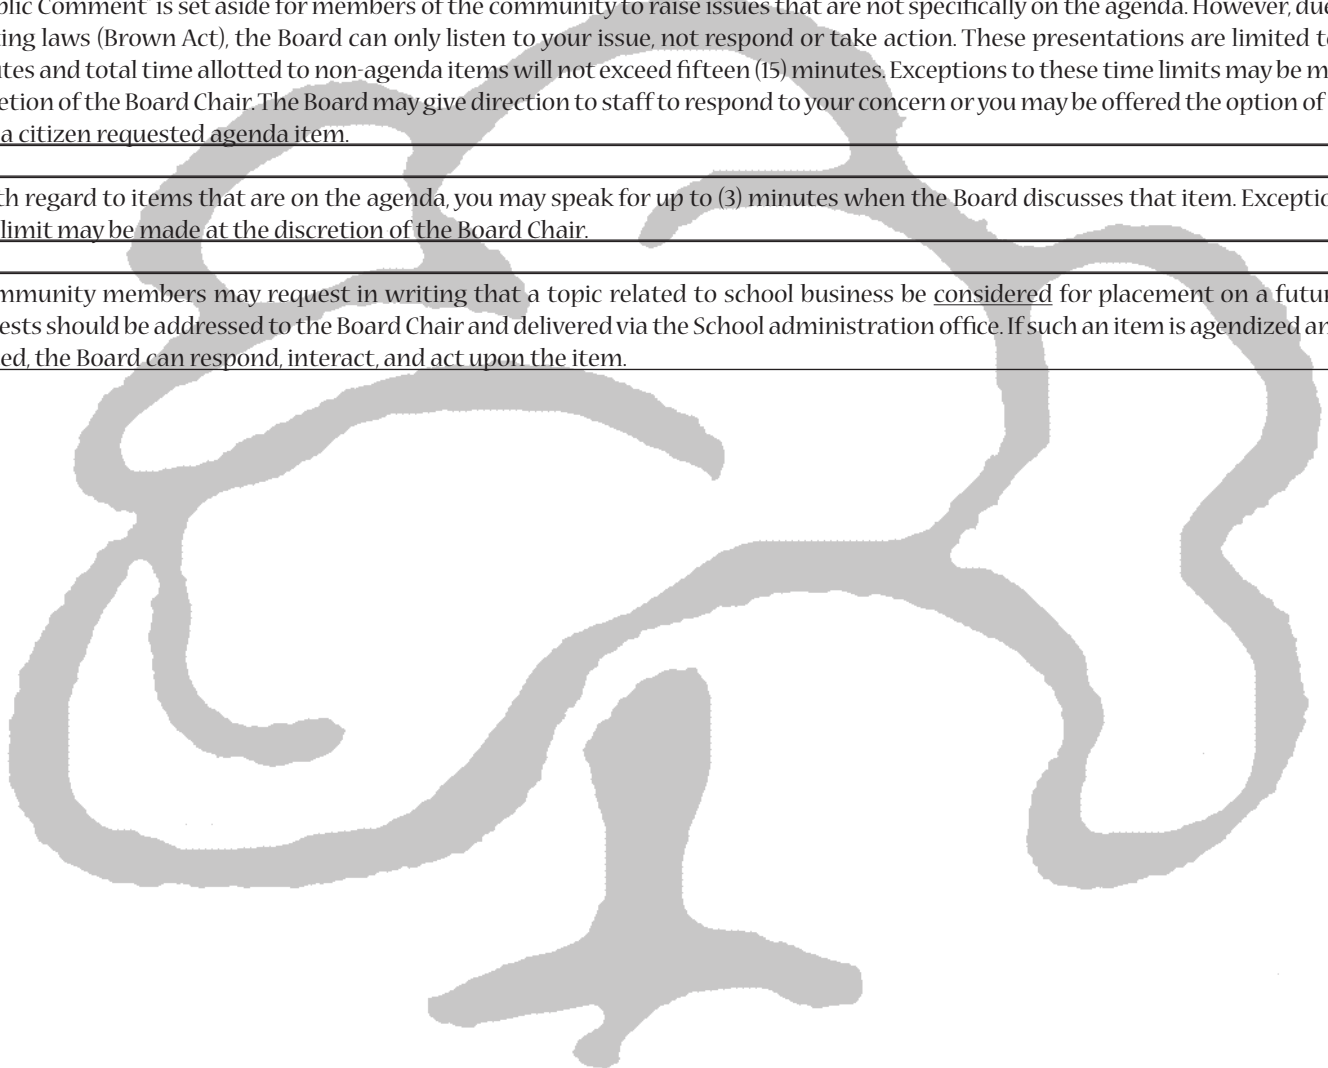 blic Comment" is set aside for members of the community to raise issues that are not specifically on the agenda. However, due
ting laws (Brown Act), the Board can only listen to your issue, not respond or take action. These presentations are limited to
utes and total time allotted to non-agenda items will not exceed fifteen (15) minutes. Exceptions to these time limits may be m
etion of the Board Chair. The Board may give direction to staff to respond to your concern or you may be offered the option of
a citizen requested agenda item.
th regard to items that are on the agenda, you may speak for up to (3) minutes when the Board discusses that item. Exceptio
limit may be made at the discretion of the Board Chair.
mmunity members may request in writing that a topic related to school business be considered for placement on a futur
ests should be addressed to the Board Chair and delivered via the School administration office. If such an item is agendized an
ed, the Board can respond, interact, and act upon the item.